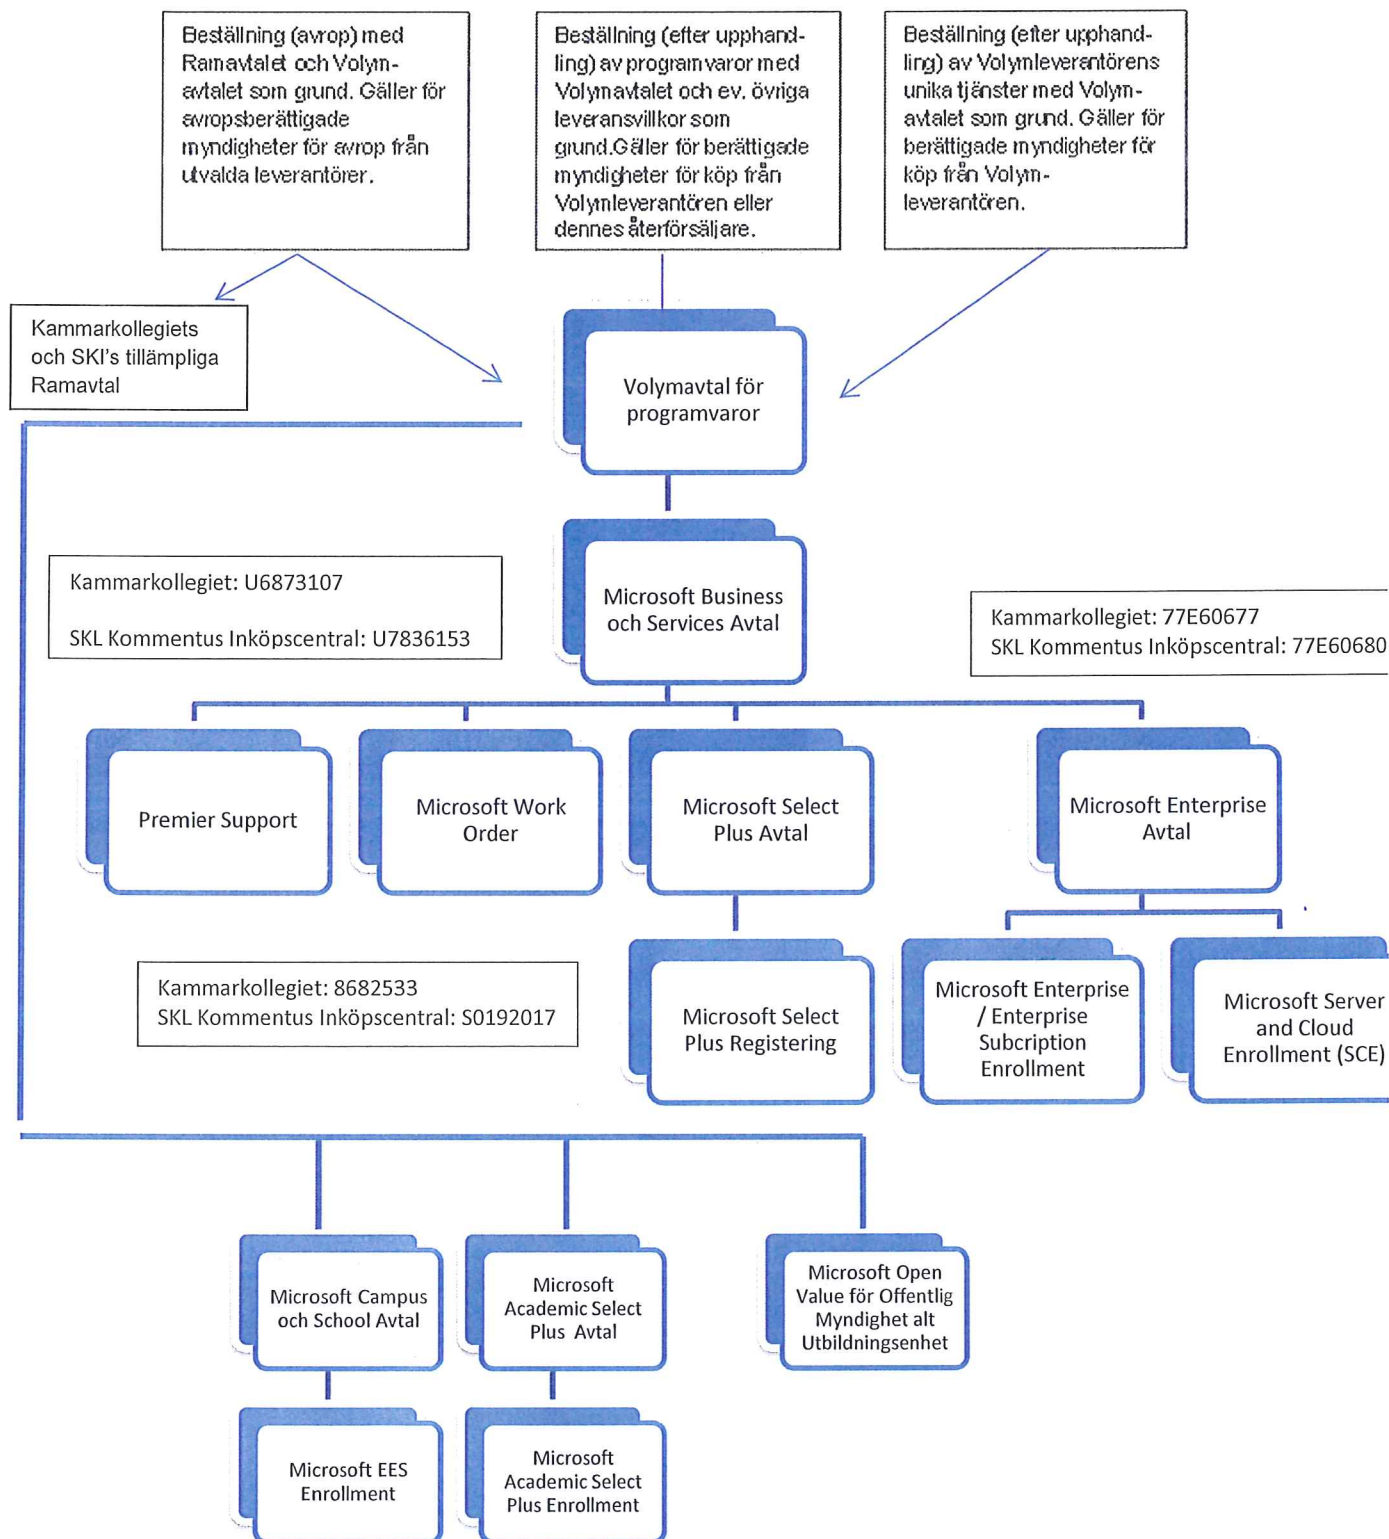 Beställning (avrop) med
Ramavtalet och Volym-
avtalet som grund. Gäller för
avropsberättigade
myndigheter för avrop från
utvalda leverantörer.
Beställning (efter upphand-
ling) av programvaror med
Volymavtalet och ev. övriga
leveransvillkor som
grund.Gäller för berättigade
myndigheter för köp från
Volymleverantören eller
dennes återförsäljare.
Beställning (efter upphand-
ling) av Volymleverantörens
unika tjänster med Volym-
avtalet som grund. Gäller för
berättigade myndigheter för
köp från Volym-
leverantören.
Kammarkollegiets
och SKI's tillämpliga
Ramavtal
Volymavtal för
programvaror
Kammarkollegiet: U6873107
SKL Kommentus Inköpscentral: U7836153
Microsoft Business
och Services Avtal
Kammarkollegiet: 77E60677
SKL Kommentus Inköpscentral: 77E60680
Premier Support
Microsoft Work
Order
Microsoft Select
Plus Avtal
Microsoft Enterprise
Avtal
Kammarkollegiet: 8682533
SKL Kommentus Inköpscentral: S0192017
Microsoft Select
Plus Registering
Microsoft Enterprise
/ Enterprise
Subcription
Enrollment
Microsoft Server
and Cloud
Enrollment (SCE)
Microsoft Campus
och School Avtal
Microsoft
Academic Select
Plus Avtal
Microsoft Open
Value för Offentlig
Myndighet alt
Utbildningsenhet
Microsoft EES
Enrollment
Microsoft
Academic Select
Plus Enrollment